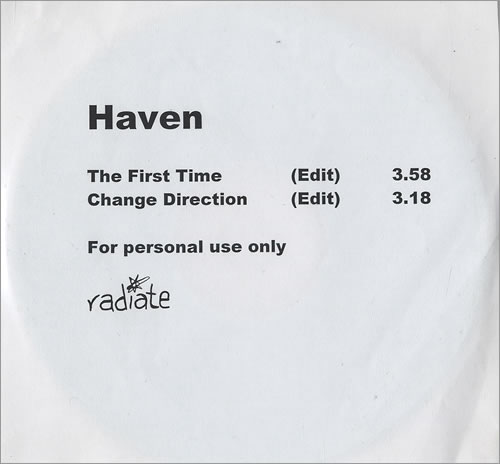 Haven
The First Time (Edit) 3.58
Change Direction (Edit) 3.18
For personal use only
radiate